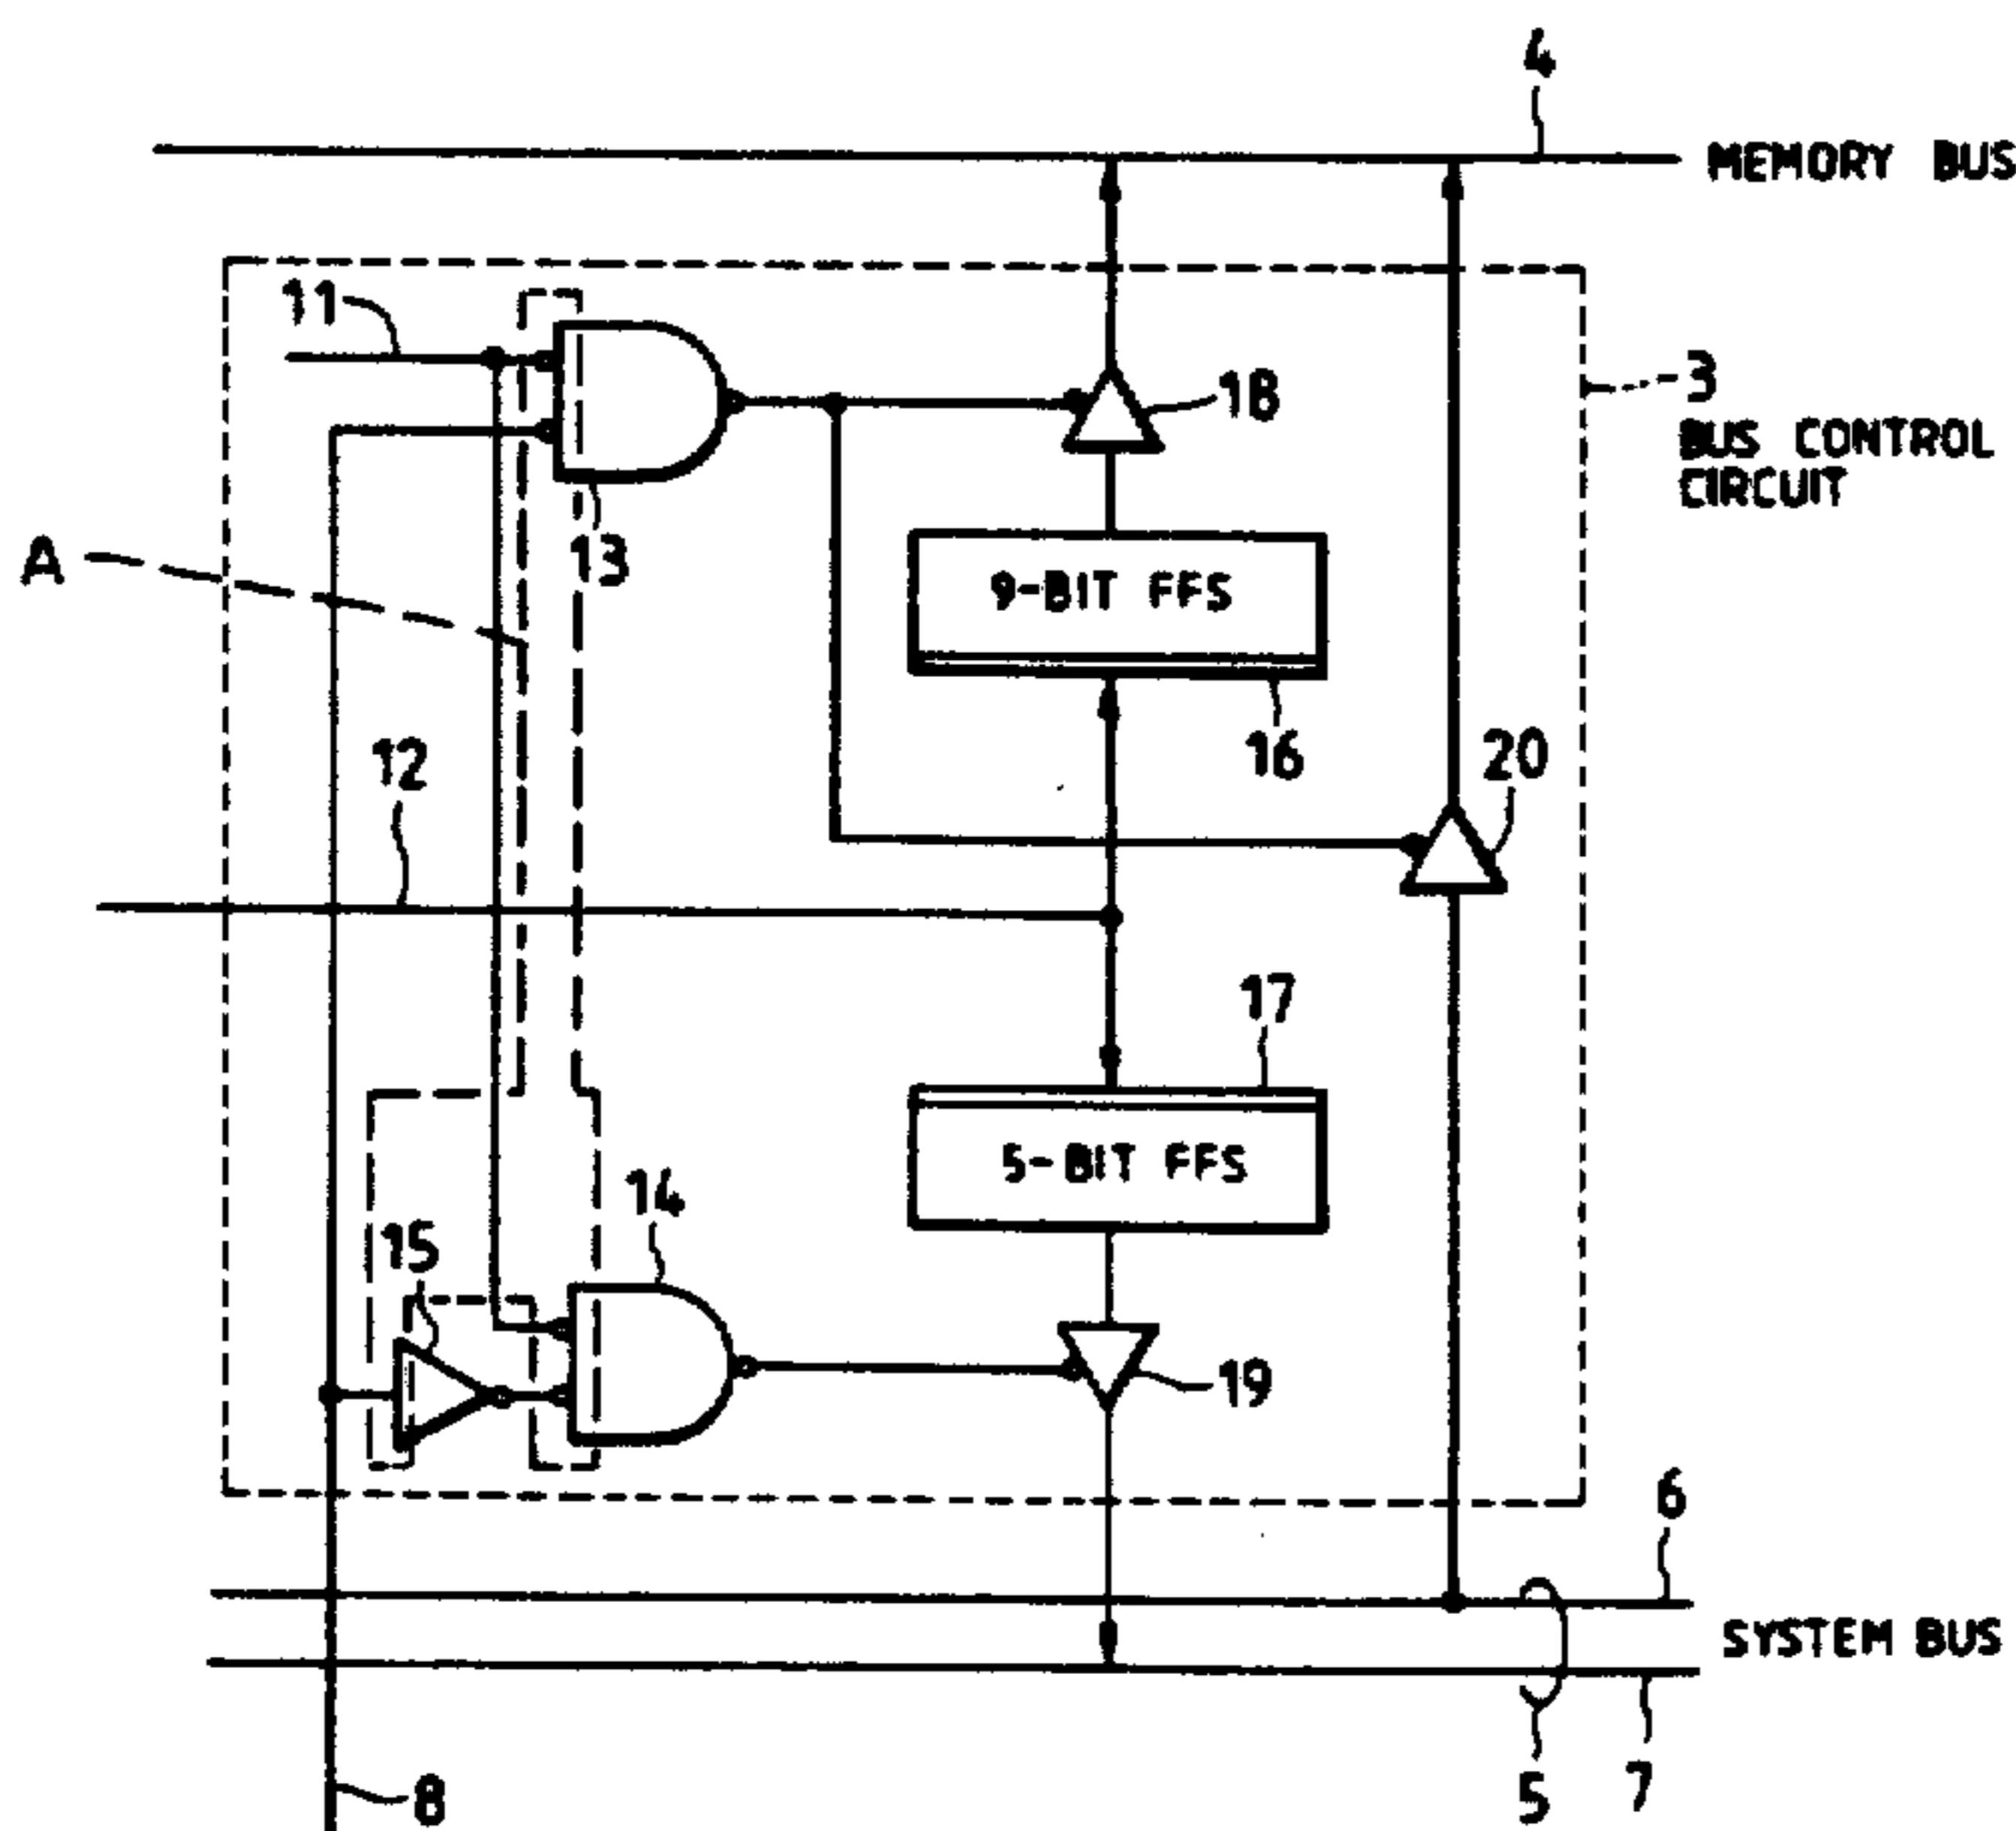 4
MEMORY BUS
11
3
BUS CONTROL
CIRCUIT
18
13
A
9-BIT FFS
12
16
20
17
5-BIT FFS
14
15
19
6
SYSTEM BUS
8
5
7